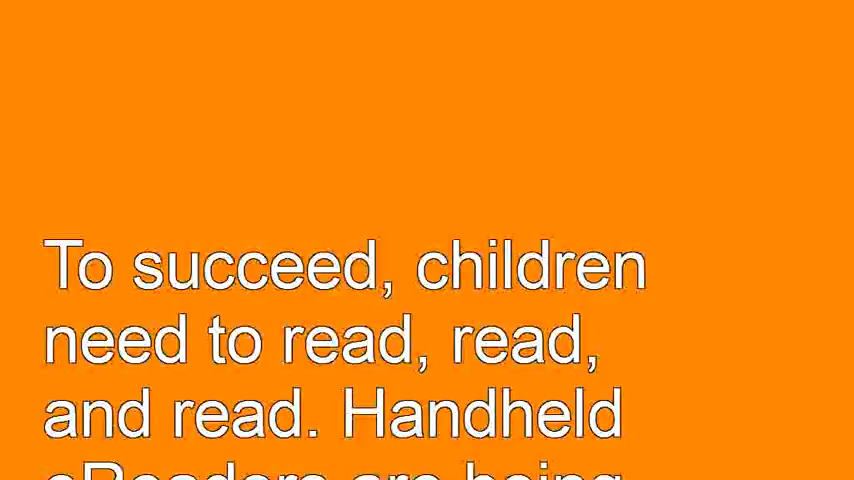 To succeed, children
need to read, read,
and read. Handheld
eReaders are being